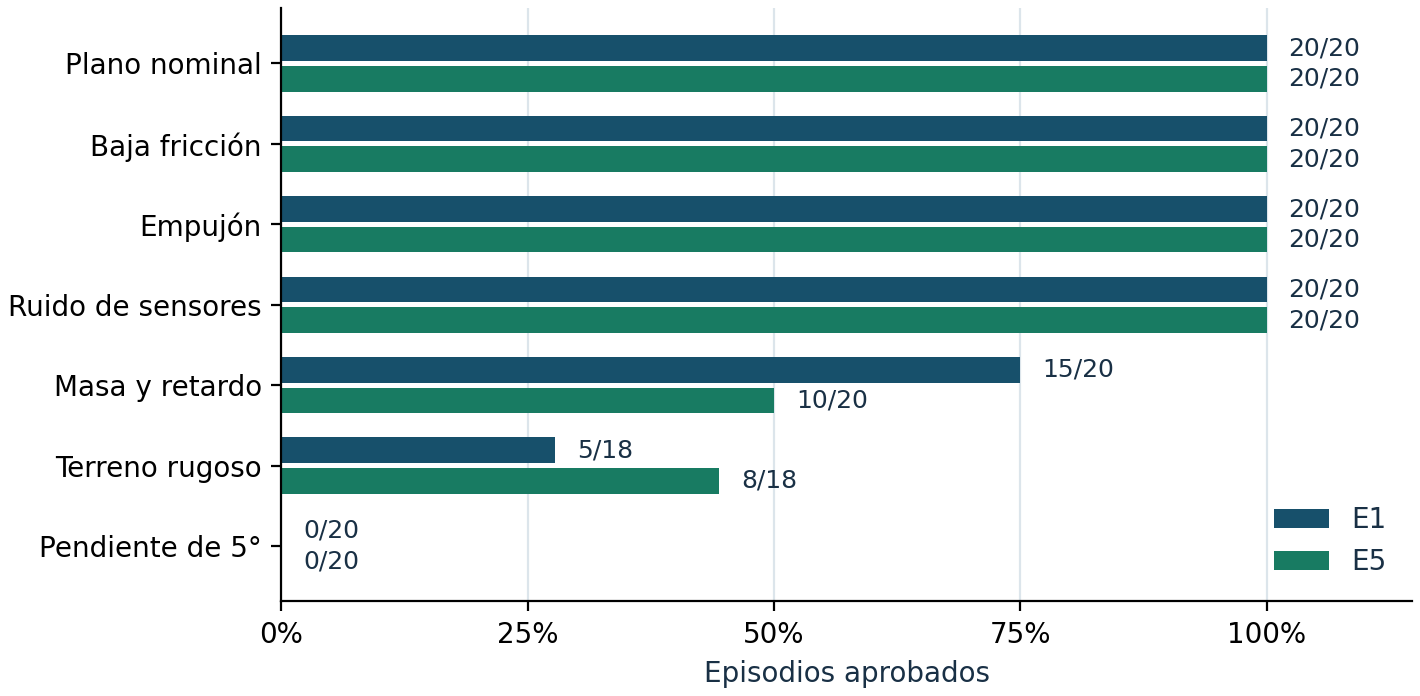 Plano nominal
20/20
20/20
Baja fricción
20/20
20/20
Empujón
20/20
20/20
Ruido de sensores
20/20
20/20
Masa y retardo
15/20
10/20
Terreno rugoso
5/18
8/18
Pendiente de 5°
0/20
0/20
E1
E5
0% 25% 50% 75% 100%
Episodios aprobados